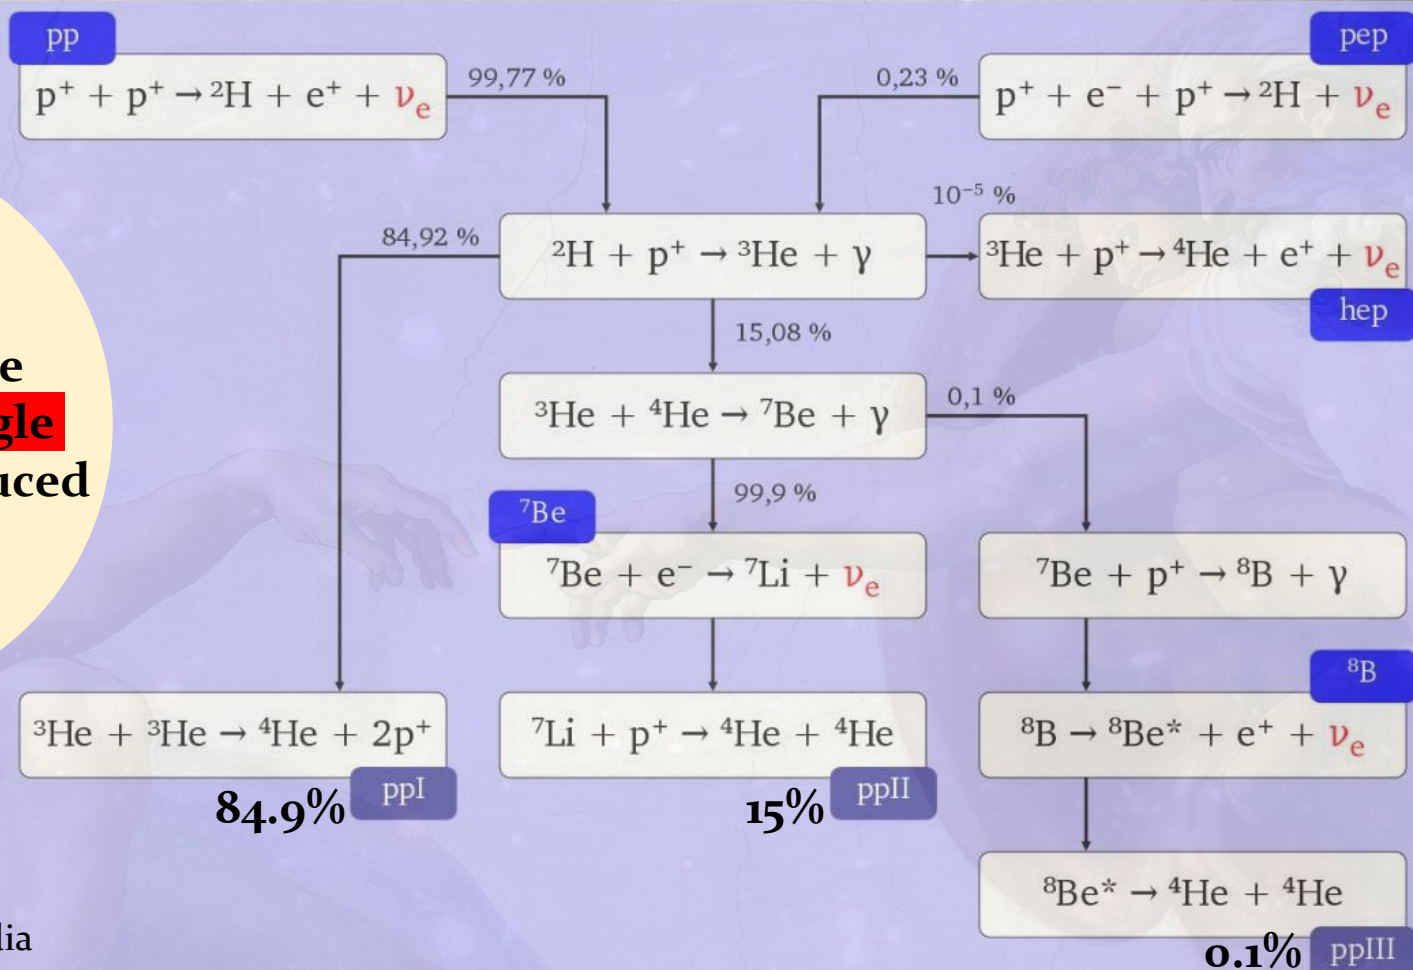 pp
pep
p⁺ + p⁺ → ²H + e⁺ + νₑ
99,77 %
0,23 %
p⁺ + e⁻ + p⁺ → ²H + νₑ
10⁻⁵ %
84,92 %
²H + p⁺ → ³He + γ
³He + p⁺ → ⁴He + e⁺ + νₑ
hep
15,08 %
³He + ⁴He → ⁷Be + γ
0,1 %
99,9 %
⁷Be
⁷Be + e⁻ → ⁷Li + νₑ
⁷Be + p⁺ → ⁸B + γ
⁸B
³He + ³He → ⁴He + 2p⁺
⁷Li + p⁺ → ⁴He + ⁴He
⁸B → ⁸Be* + e⁺ + νₑ
84.9%
ppI
15%
ppII
⁸Be* → ⁴He + ⁴He
0.1%
ppIII